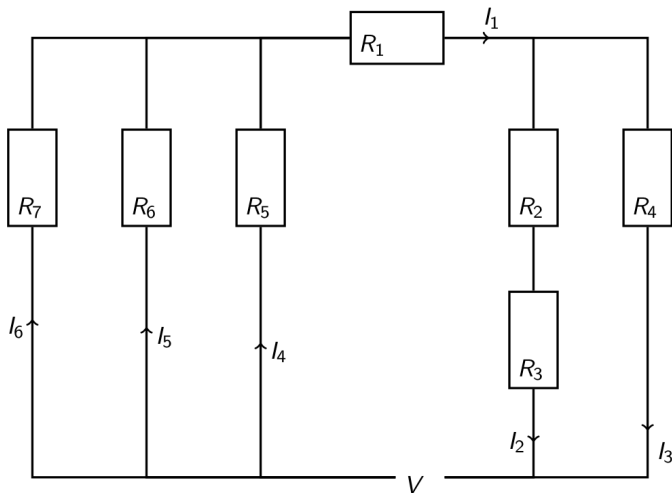 I₁
R₁
R₇
R₆
R₅
R₂
R₄
I₆
I₅
I₄
R₃
I₂
I₃
V